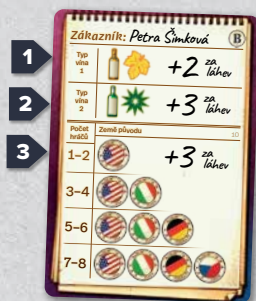 Zákazník: Petra Šimková B
1 Typ vína 1 +2 za láhev
2 Typ vína 2 +3 za láhev
Počet hráčů Země původu 10
3 1–2 +3 za láhev
3–4
5–6
7–8